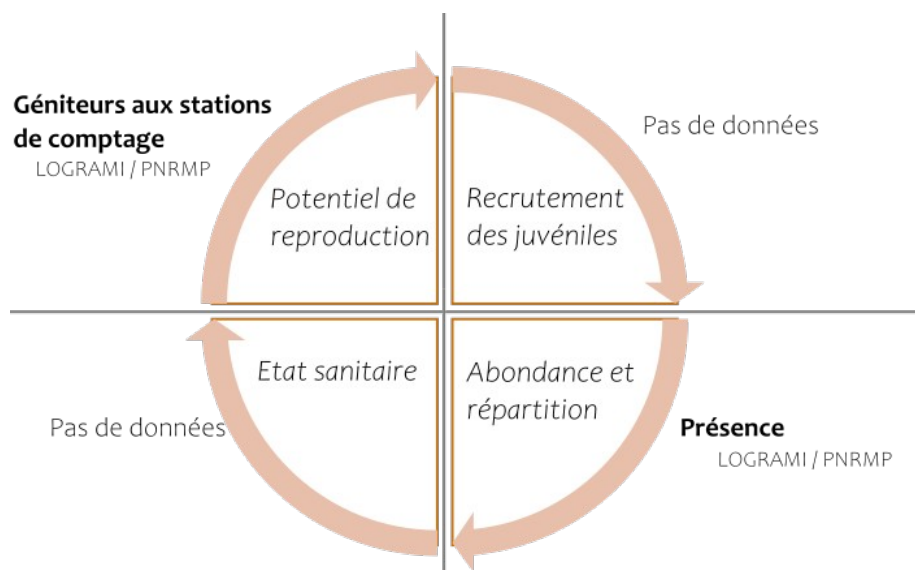 Géniteurs aux stations
de comptage
LOGRAMI / PNRMP
Potentiel de
reproduction
Recrutement
des juvéniles
Pas de données
Etat sanitaire
Pas de données
Abondance et
répartition
Présence
LOGRAMI / PNRMP